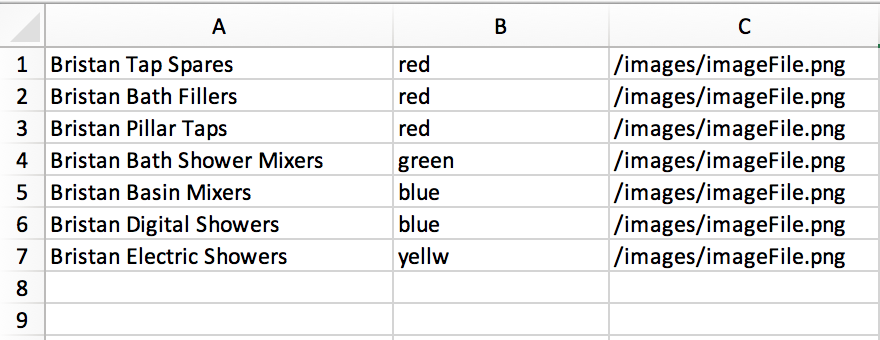 A B C
1 Bristan Tap Spares red /images/imageFile.png
2 Bristan Bath Fillers red /images/imageFile.png
3 Bristan Pillar Taps red /images/imageFile.png
4 Bristan Bath Shower Mixers green /images/imageFile.png
5 Bristan Basin Mixers blue /images/imageFile.png
6 Bristan Digital Showers blue /images/imageFile.png
7 Bristan Electric Showers yellw /images/imageFile.png
8
9